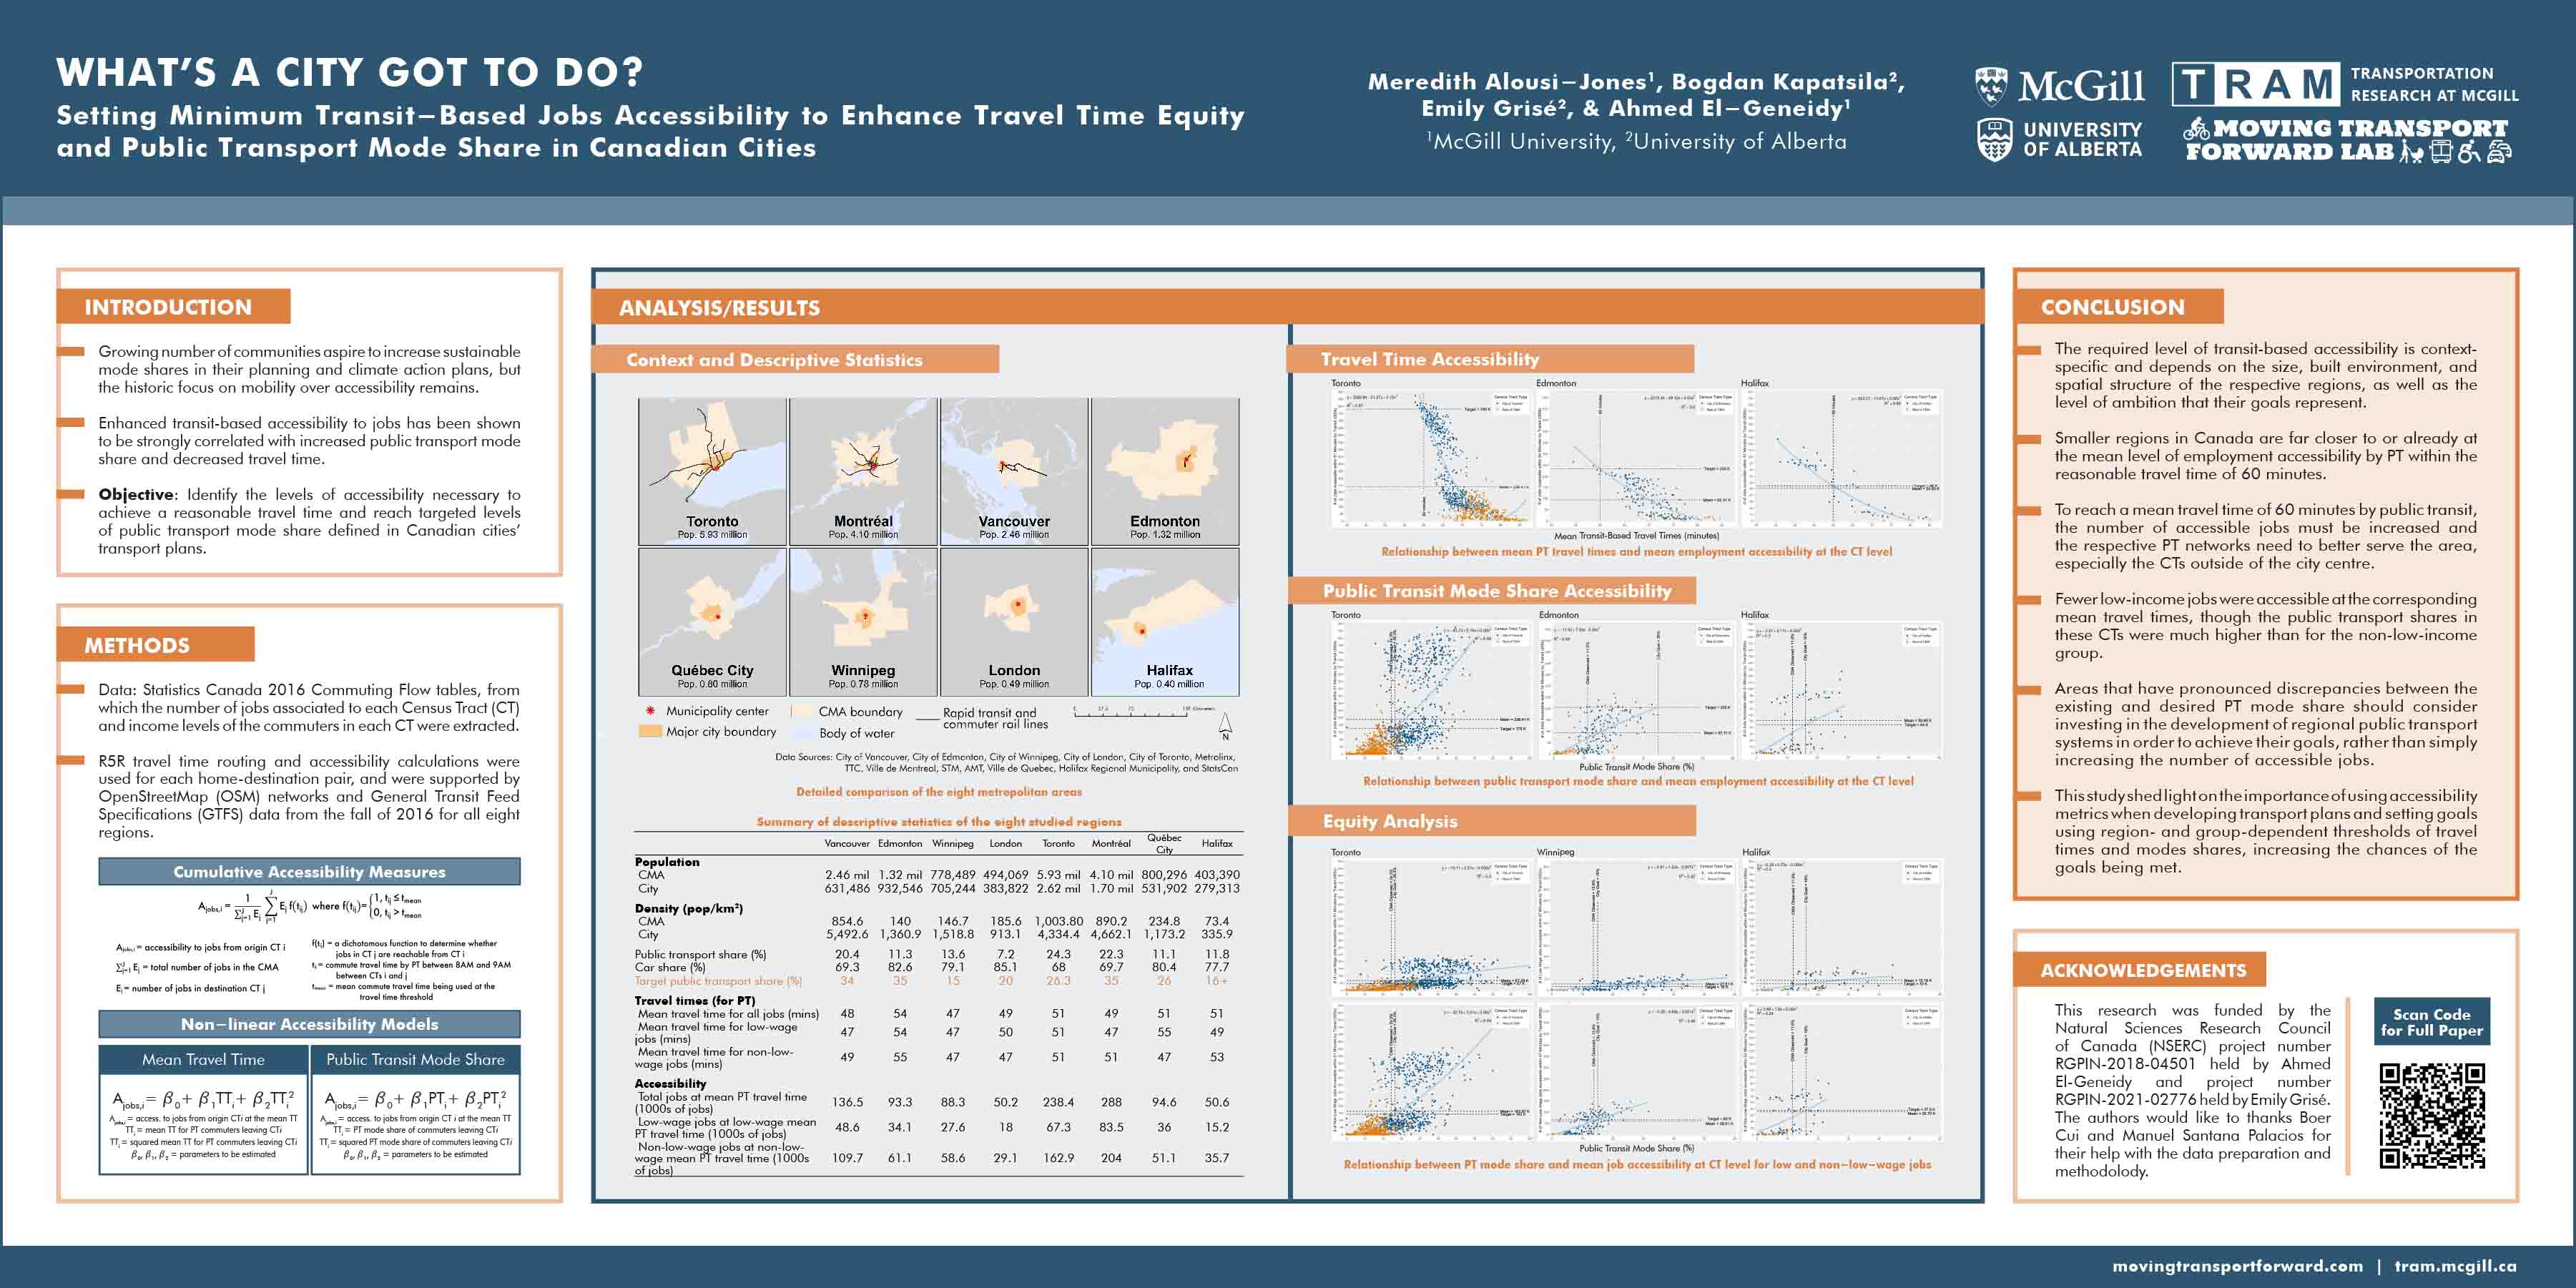 WHAT'S A CITY GOT TO DO?
Setting Minimum Transit–Based Jobs Accessibility to Enhance Travel Time Equity
and Public Transport Mode Share in Canadian Cities
Meredith Alousi–Jones¹, Bogdan Kapatsila²,
Emily Grisé², & Ahmed El–Geneidy¹
¹McGill University, ²University of Alberta
McGill
UNIVERSITY
OF ALBERTA
TRAM
TRANSPORTATION
RESEARCH AT MCGILL
MOVING TRANSPORT
FORWARD LAB
INTRODUCTION
Growing number of communities aspire to increase sustainable
mode shares in their planning and climate action plans, but
the historic focus on mobility over accessibility remains.
Enhanced transit-based accessibility to jobs has been shown
to be strongly correlated with increased public transport mode
share and decreased travel time.
Objective: Identify the levels of accessibility necessary to
achieve a reasonable travel time and reach targeted levels
of public transport mode share defined in Canadian cities'
transport plans.
METHODS
Data: Statistics Canada 2016 Commuting Flow tables, from
which the number of jobs associated to each Census Tract (CT)
and income levels of the commuters in each CT were extracted.
R5R travel time routing and accessibility calculations were
used for each home-destination pair, and were supported by
OpenStreetMap (OSM) networks and General Transit Feed
Specifications (GTFS) data from the fall of 2016 for all eight
regions.
Cumulative Accessibility Measures
A jobs,i = 1 / Σ^J_j=1 E_j Σ^J_j=1 E_j f(t_ij) where f(t_ij)={1, t_ij ≤ t_mean
0, t_ij > t_mean
A jobs,i = accessibility to jobs from origin CT i
Σ^J_j=1 E_j = total number of jobs in the CMA
E_j = number of jobs in destination CT j
f(t_ij) = a dichotomous function to determine whether
jobs in CT j are reachable from CT i
t_ij = commute travel time by PT between 8AM and 9AM
between CTs i and j
t_mean = mean commute travel time being used at the
travel time threshold
Non–linear Accessibility Models
Mean Travel Time
A jobs,i = β₀ + β₁TT_i + β₂TT_i²
A jobs,i = access. to jobs from origin CTi at the mean TT
TT_i = mean TT for PT commuters leaving CTi
TT_i = squared mean TT for PT commuters leaving CTi
β₀, β₁, β₂ = parameters to be estimated
Public Transit Mode Share
A jobs,i = β₀ + β₁PT_i + β₂PT_i²
A jobs,i = access. to jobs from origin CT i at the mean TT
TT_i = PT mode share of commuters leaving CTi
TT_i = squared PT mode share of commuters leaving CTi
β₀, β₁, β₂ = parameters to be estimated
ANALYSIS/RESULTS
Context and Descriptive Statistics
Toronto
Pop. 5.93 million
Montréal
Pop. 4.10 million
Vancouver
Pop. 2.46 million
Edmonton
Pop. 1.32 million
Québec City
Pop. 0.80 million
Winnipeg
Pop. 0.78 million
London
Pop. 0.49 million
Halifax
Pop. 0.40 million
Municipality center
Major city boundary
CMA boundary
Body of water
Rapid transit and
commuter rail lines
N
Data Sources: City of Vancouver, City of Edmonton, City of Winnipeg, City of London, City of Toronto, Metrolinx,
TTC, Ville de Montreal, STM, AMT, Ville de Quebec, Halifax Regional Municipality, and StatsCan
Detailed comparison of the eight metropolitan areas
Summary of descriptive statistics of the eight studied regions
Vancouver Edmonton Winnipeg London Toronto Montréal Québec City Halifax
Population
CMA 2.46 mil 1.32 mil 778,489 494,069 5.93 mil 4.10 mil 800,296 403,390
City 631,486 932,546 705,244 383,822 2.62 mil 1.70 mil 531,902 279,313
Density (pop/km²)
CMA 854.6 140 146.7 185.6 1,003.80 890.2 234.8 73.4
City 5,492.6 1,360.9 1,518.8 913.1 4,334.4 4,662.1 1,173.2 335.9
Public transport share (%) 20.4 11.3 13.6 7.2 24.3 22.3 11.1 11.8
Car share (%) 69.3 82.6 79.1 85.1 68 69.7 80.4 77.7
Target public transport share (%) 34 35 15 20 26.3 35 26 16+
Travel times (for PT)
Mean travel time for all jobs (mins) 48 54 47 49 51 49 51 51
Mean travel time for low-wage
jobs (mins) 47 54 47 50 51 47 55 49
Mean travel time for non-low-
wage jobs (mins) 49 55 47 47 51 51 47 53
Accessibility
Total jobs at mean PT travel time
(1000s of jobs) 136.5 93.3 88.3 50.2 238.4 144.6 94.6 50.6
Low-wage jobs at low-wage mean
PT travel time (1000s of jobs) 48.6 34.1 27.6 18 67.3 83.5 36 15.2
Non-low-wage jobs at non-low-
wage mean PT travel time (1000s
of jobs) 109.7 61.1 58.6 29.1 162.9 204 51.1 35.7
Travel Time Accessibility
Toronto
Edmonton
Halifax
Mean Transit-Based Travel Times (minutes)
Relationship between mean PT travel times and mean employment accessibility at the CT level
Public Transit Mode Share Accessibility
Toronto
Edmonton
Halifax
Public Transit Mode Share (%)
Relationship between public transport mode share and mean employment accessibility at the CT level
Equity Analysis
Toronto
Winnipeg
Halifax
Public Transit Mode Share (%)
Relationship between PT mode share and mean job accessibility at CT level for low and non–low–wage jobs
CONCLUSION
The required level of transit-based accessibility is context-
specific and depends on the size, built environment, and
spatial structure of the respective regions, as well as the
level of ambition that their goals represent.
Smaller regions in Canada are far closer to or already at
the mean level of employment accessibility by PT within the
reasonable travel time of 60 minutes.
To reach a mean travel time of 60 minutes by public transit,
the number of accessible jobs must be increased and
the respective PT networks need to better serve the area,
especially the CTs outside of the city centre.
Fewer low-income jobs were accessible at the corresponding
mean travel times, though the public transport shares in
these CTs were much higher than for the non-low-income
group.
Areas that have pronounced discrepancies between the
existing and desired PT mode share should consider
investing in the development of regional public transport
systems in order to achieve their goals, rather than simply
increasing the number of accessible jobs.
This study shed light on the importance of using accessibility
metrics when developing transport plans and setting goals
using region- and group-dependent thresholds of travel
times and modes shares, increasing the chances of the
goals being met.
ACKNOWLEDGEMENTS
This research was funded by the
Natural Sciences Research Council
of Canada (NSERC) project number
RGPIN-2018-04501 held by Ahmed
El-Geneidy and project number
RGPIN-2021-02776 held by Emily Grisé.
The authors would like to thanks Boer
Cui and Manuel Santana Palacios for
their help with the data preparation and
methodolody.
Scan Code
for Full Paper
movingtransportforward.com | tram.mcgill.ca